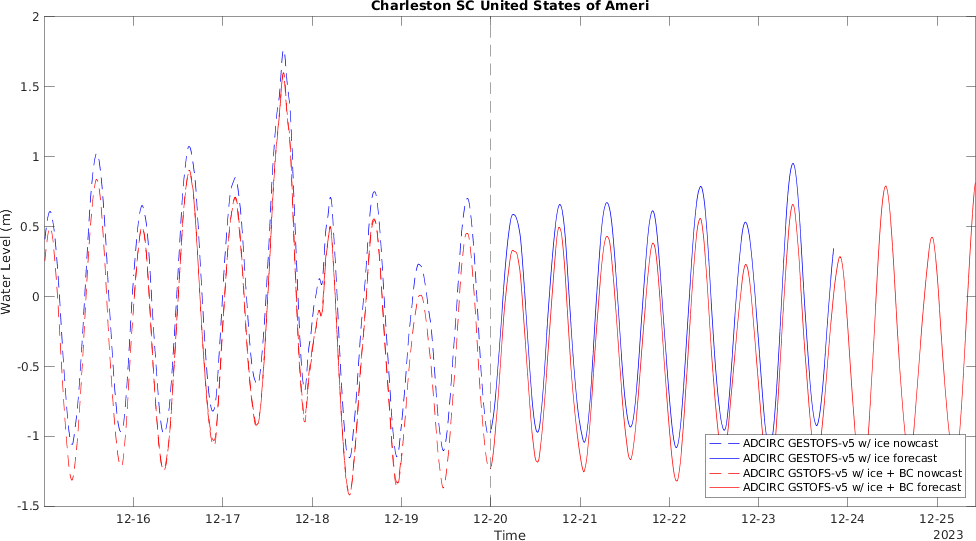 Charleston SC United States of Ameri
2
1.5
1
0.5
0
-0.5
-1
-1.5
Water Level (m)
12-16 12-17 12-18 12-19 12-20 12-21 12-22 12-23 12-24 12-25
Time
2023
ADCIRC GESTOFS-v5 w/ ice nowcast
ADCIRC GESTOFS-v5 w/ ice forecast
ADCIRC GSTOFS-v5 w/ ice + BC nowcast
ADCIRC GSTOFS-v5 w/ ice + BC forecast